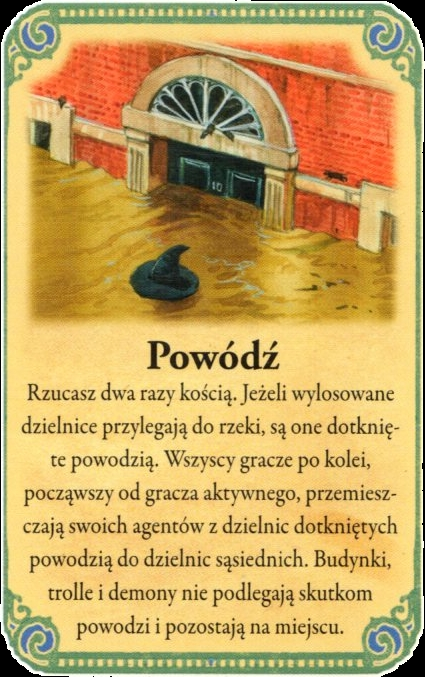 10
Powódź
Rzucasz dwa razy kością. Jeżeli wylosowane
dzielnice przylegają do rzeki, są one dotknię-
te powodzią. Wszyscy gracze po kolei,
począwszy od gracza aktywnego, przemiesz-
czają swoich agentów z dzielnic dotkniętych
powodzią do dzielnic sąsiednich. Budynki,
trolle i demony nie podlegają skutkom
powodzi i pozostają na miejscu.